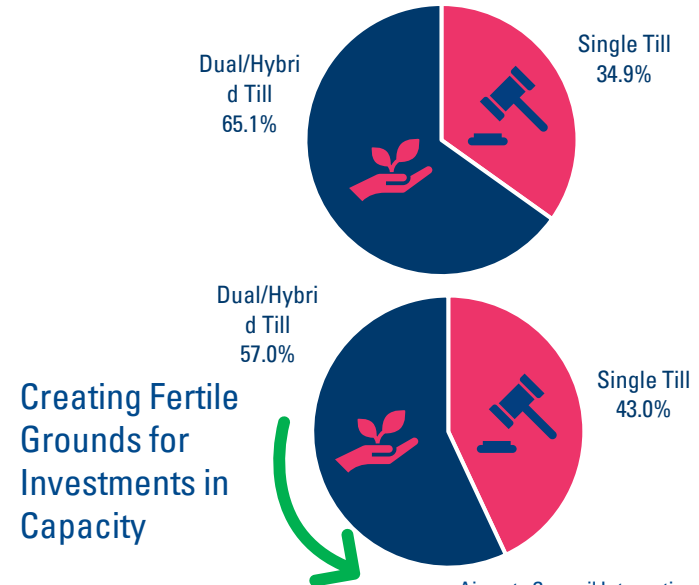 Dual/Hybri
d Till
65.1%
Single Till
34.9%
Dual/Hybri
d Till
57.0%
Single Till
43.0%
Creating Fertile
Grounds for
Investments in
Capacity